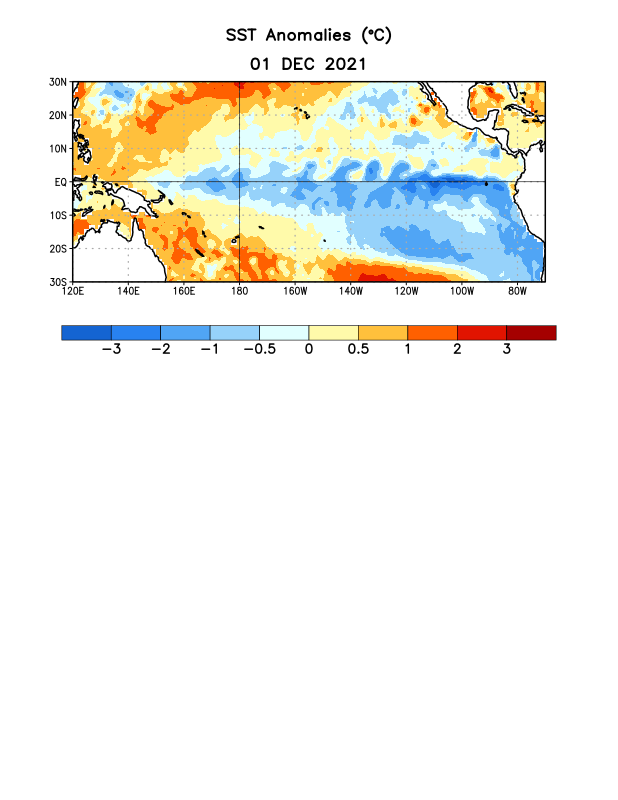 SST Anomalies (°C)
01 DEC 2021
30N
20N
10N
EQ
10S
20S
30S
120E 140E 160E 180 160W 140W 120W 100W 80W
−3 −2 −1 −0.5 0 0.5 1 2 3